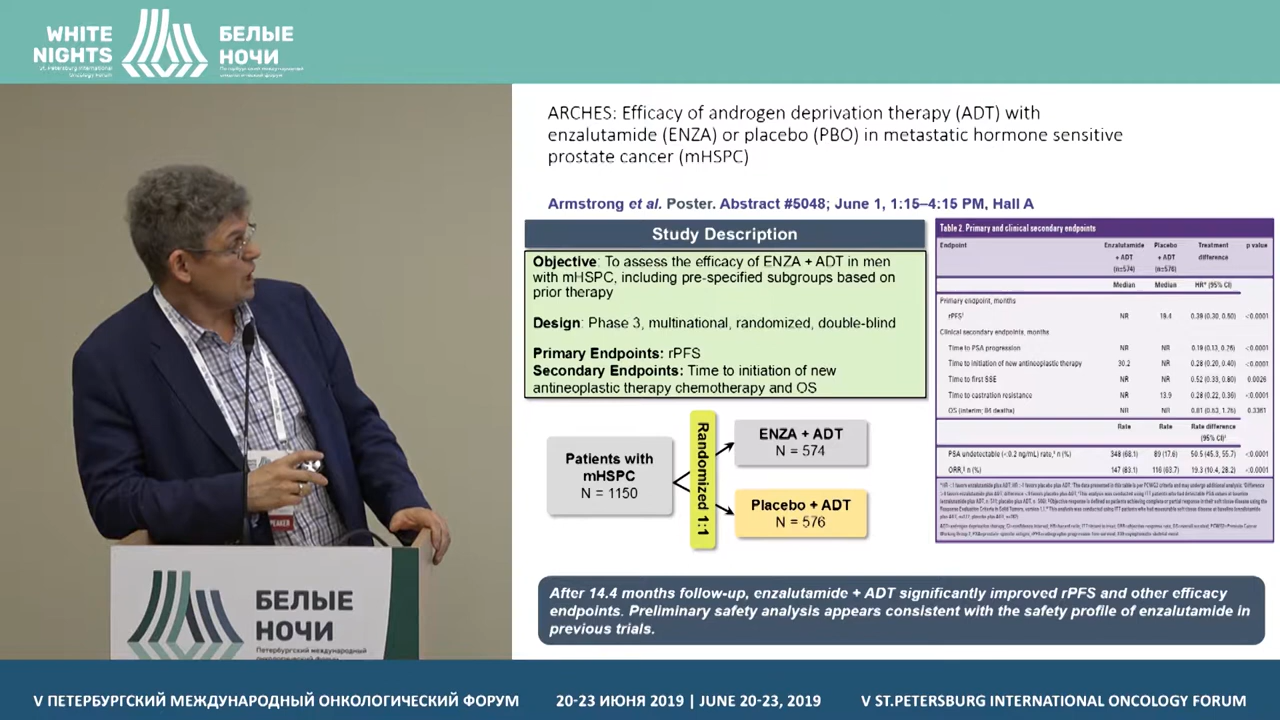 WHITE
NIGHTS
St. Petersburg International
Oncology Forum
БЕЛЫЕ
НОЧИ
Петербургский международный
онкологический форум
ARCHES: Efficacy of androgen deprivation therapy (ADT) with
enzalutamide (ENZA) or placebo (PBO) in metastatic hormone sensitive
prostate cancer (mHSPC)
Armstrong et al. Poster. Abstract #5048; June 1, 1:15–4:15 PM, Hall A
Study Description
Objective: To assess the efficacy of ENZA + ADT in men
with mHSPC, including pre-specified subgroups based on
prior therapy
Design: Phase 3, multinational, randomized, double-blind
Primary Endpoints: rPFS
Secondary Endpoints: Time to initiation of new
antineoplastic therapy chemotherapy and OS
Patients with
mHSPC
N = 1150
Randomized 1:1
ENZA + ADT
N = 574
Placebo + ADT
N = 576
Table 2. Primary and clinical secondary endpoints
Endpoint Enzalutamide + ADT (n=574) Placebo + ADT (n=576) Treatment difference p value
Median Median HR* (95% CI)
Primary endpoint, months
rPFS NR 19.4 0.39 (0.30, 0.50) <0.0001
Clinical secondary endpoints, months
Time to PSA progression NR NR 0.19 (0.13, 0.26) <0.0001
Time to initiation of new antineoplastic therapy 30.2 NR 0.28 (0.20, 0.40) <0.0001
Time to first SSE NR NR 0.52 (0.33, 0.80) 0.0026
Time to castration resistance NR 13.9 0.28 (0.22, 0.36) <0.0001
OS (interim; 84 deaths) NR NR 0.81 (0.53, 1.25) 0.3361
Rate Rate Rate difference (95% CI)
PSA undetectable (<0.2 ng/mL) rate, n (%) 348 (68.1) 89 (17.6) 50.5 (45.3, 55.7) <0.0001
ORR, n (%) 147 (83.1) 116 (63.7) 19.3 (10.4, 28.2) <0.0001
After 14.4 months follow-up, enzalutamide + ADT significantly improved rPFS and other efficacy
endpoints. Preliminary safety analysis appears consistent with the safety profile of enzalutamide in
previous trials.
SPEAKER
БЕЛЫЕ
НОЧИ
Петербургский международный
онкологический форум
V ПЕТЕРБУРГСКИЙ МЕЖДУНАРОДНЫЙ ОНКОЛОГИЧЕСКИЙ ФОРУМ
20-23 ИЮНЯ 2019 | JUNE 20-23, 2019
V ST.PETERSBURG INTERNATIONAL ONCOLOGY FORUM